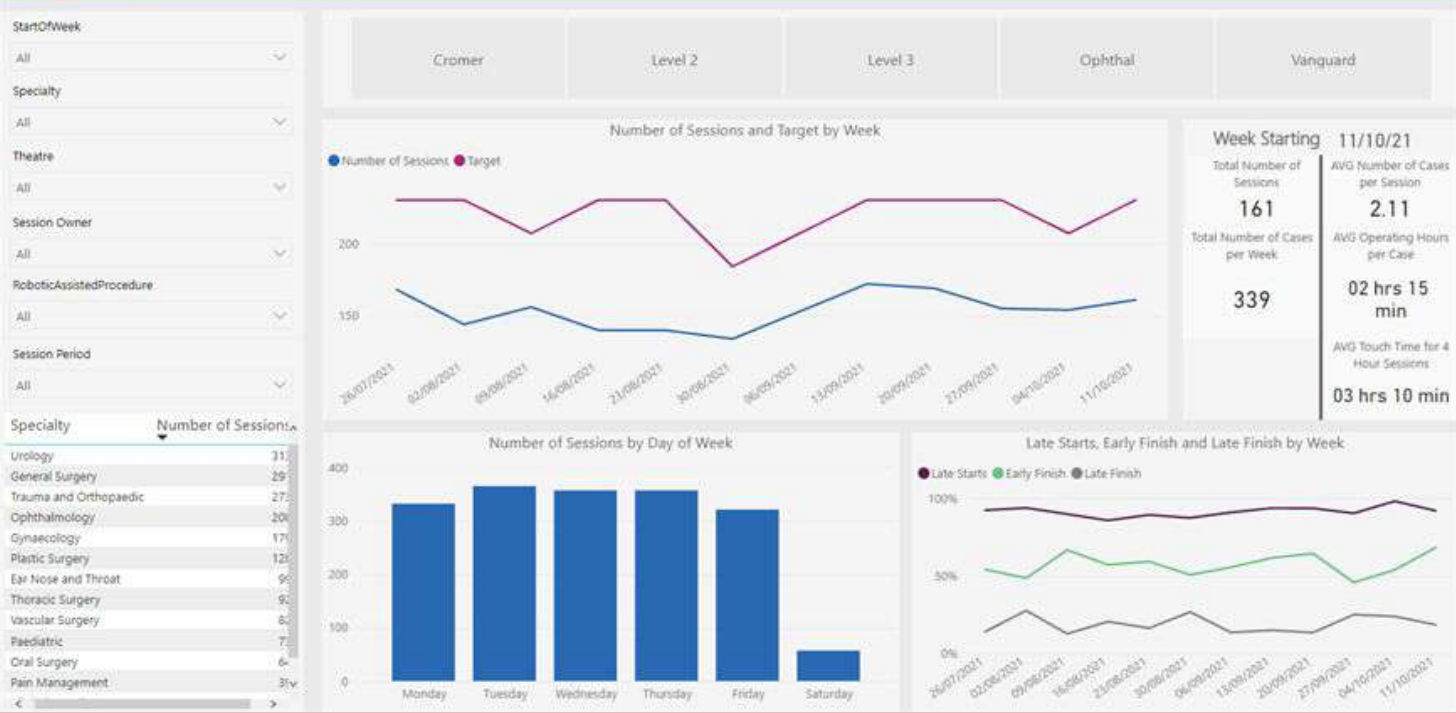 StartOfWeek
All
Specialty
All
Theatre
All
Session Owner
All
RoboticAssistedProcedure
All
Session Period
All
Specialty Number of Sessions
Urology
General Surgery
Trauma and Orthopaedic
Ophthalmology
Gynaecology
Plastic Surgery
Ear Nose and Throat
Thoracic Surgery
Vascular Surgery
Paediatric
Oral Surgery
Pain Management
Cromer Level 2 Level 3 Ophthal Vanguard
Number of Sessions and Target by Week
Number of Sessions Target
200
150
26/07/2021 02/08/2021 09/08/2021 16/08/2021 23/08/2021 30/08/2021 06/09/2021 13/09/2021 20/09/2021 27/09/2021 04/10/2021 11/10/2021
Week Starting 11/10/21
Total Number of
Sessions
161
Total Number of Cases
per Week
339
AVG Number of Cases
per Session
2.11
AVG Operating Hours
per Case
02 hrs 15
min
AVG Touch Time for 4
Hour Sessions
03 hrs 10 min
Number of Sessions by Day of Week
400
300
200
100
0
Monday Tuesday Wednesday Thursday Friday Saturday
Late Starts, Early Finish and Late Finish by Week
Late Starts Early Finish Late Finish
100%
50%
0%
26/07/2021 02/08/2021 09/08/2021 16/08/2021 23/08/2021 30/08/2021 06/09/2021 13/09/2021 20/09/2021 27/09/2021 04/10/2021 11/10/2021